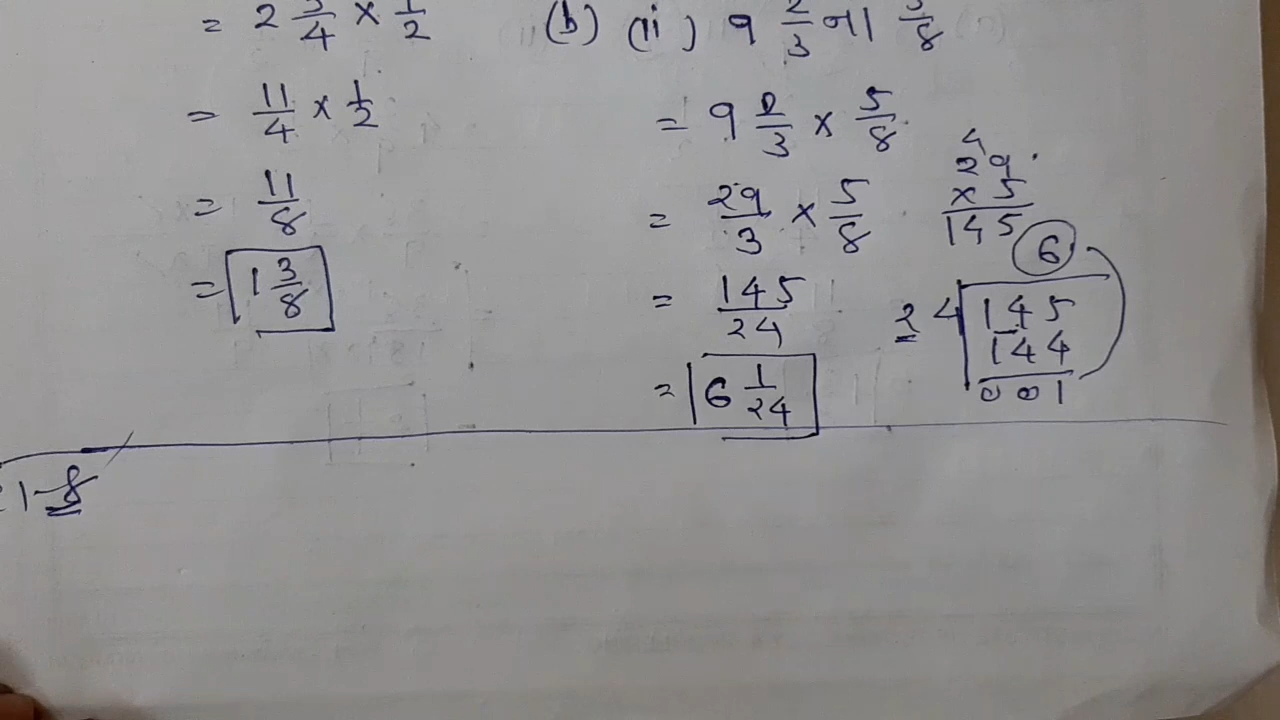 = 2 3/4 × 1/2
= 11/4 × 1/2
= 11/8
= 1 3/8
(b) (ii) 9 2/3 ના 5/8
= 9 2/3 × 5/8
= 29/3 × 5/8
= 145/24
= 6 1/24
4
29
× 5
145
6
24 145
144
001